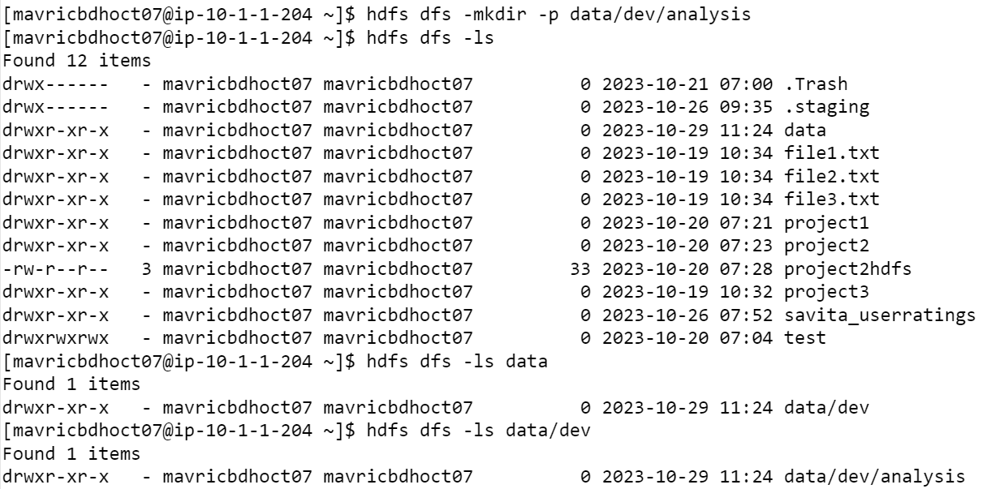 [mavricbdhoct07@ip-10-1-1-204 ~]$ hdfs dfs -mkdir -p data/dev/analysis
[mavricbdhoct07@ip-10-1-1-204 ~]$ hdfs dfs -ls
Found 12 items
drwx------   - mavricbdhoct07 mavricbdhoct07          0 2023-10-21 07:00 .Trash
drwx------   - mavricbdhoct07 mavricbdhoct07          0 2023-10-26 09:35 .staging
drwxr-xr-x   - mavricbdhoct07 mavricbdhoct07          0 2023-10-29 11:24 data
drwxr-xr-x   - mavricbdhoct07 mavricbdhoct07          0 2023-10-19 10:34 file1.txt
drwxr-xr-x   - mavricbdhoct07 mavricbdhoct07          0 2023-10-19 10:34 file2.txt
drwxr-xr-x   - mavricbdhoct07 mavricbdhoct07          0 2023-10-19 10:34 file3.txt
drwxr-xr-x   - mavricbdhoct07 mavricbdhoct07          0 2023-10-20 07:21 project1
drwxr-xr-x   - mavricbdhoct07 mavricbdhoct07          0 2023-10-20 07:23 project2
-rw-r--r--   3 mavricbdhoct07 mavricbdhoct07         33 2023-10-20 07:28 project2hdfs
drwxr-xr-x   - mavricbdhoct07 mavricbdhoct07          0 2023-10-19 10:32 project3
drwxr-xr-x   - mavricbdhoct07 mavricbdhoct07          0 2023-10-26 07:52 savita_userratings
drwxrwxrwx   - mavricbdhoct07 mavricbdhoct07          0 2023-10-20 07:04 test
[mavricbdhoct07@ip-10-1-1-204 ~]$ hdfs dfs -ls data
Found 1 items
drwxr-xr-x   - mavricbdhoct07 mavricbdhoct07          0 2023-10-29 11:24 data/dev
[mavricbdhoct07@ip-10-1-1-204 ~]$ hdfs dfs -ls data/dev
Found 1 items
drwxr-xr-x   - mavricbdhoct07 mavricbdhoct07          0 2023-10-29 11:24 data/dev/analysis